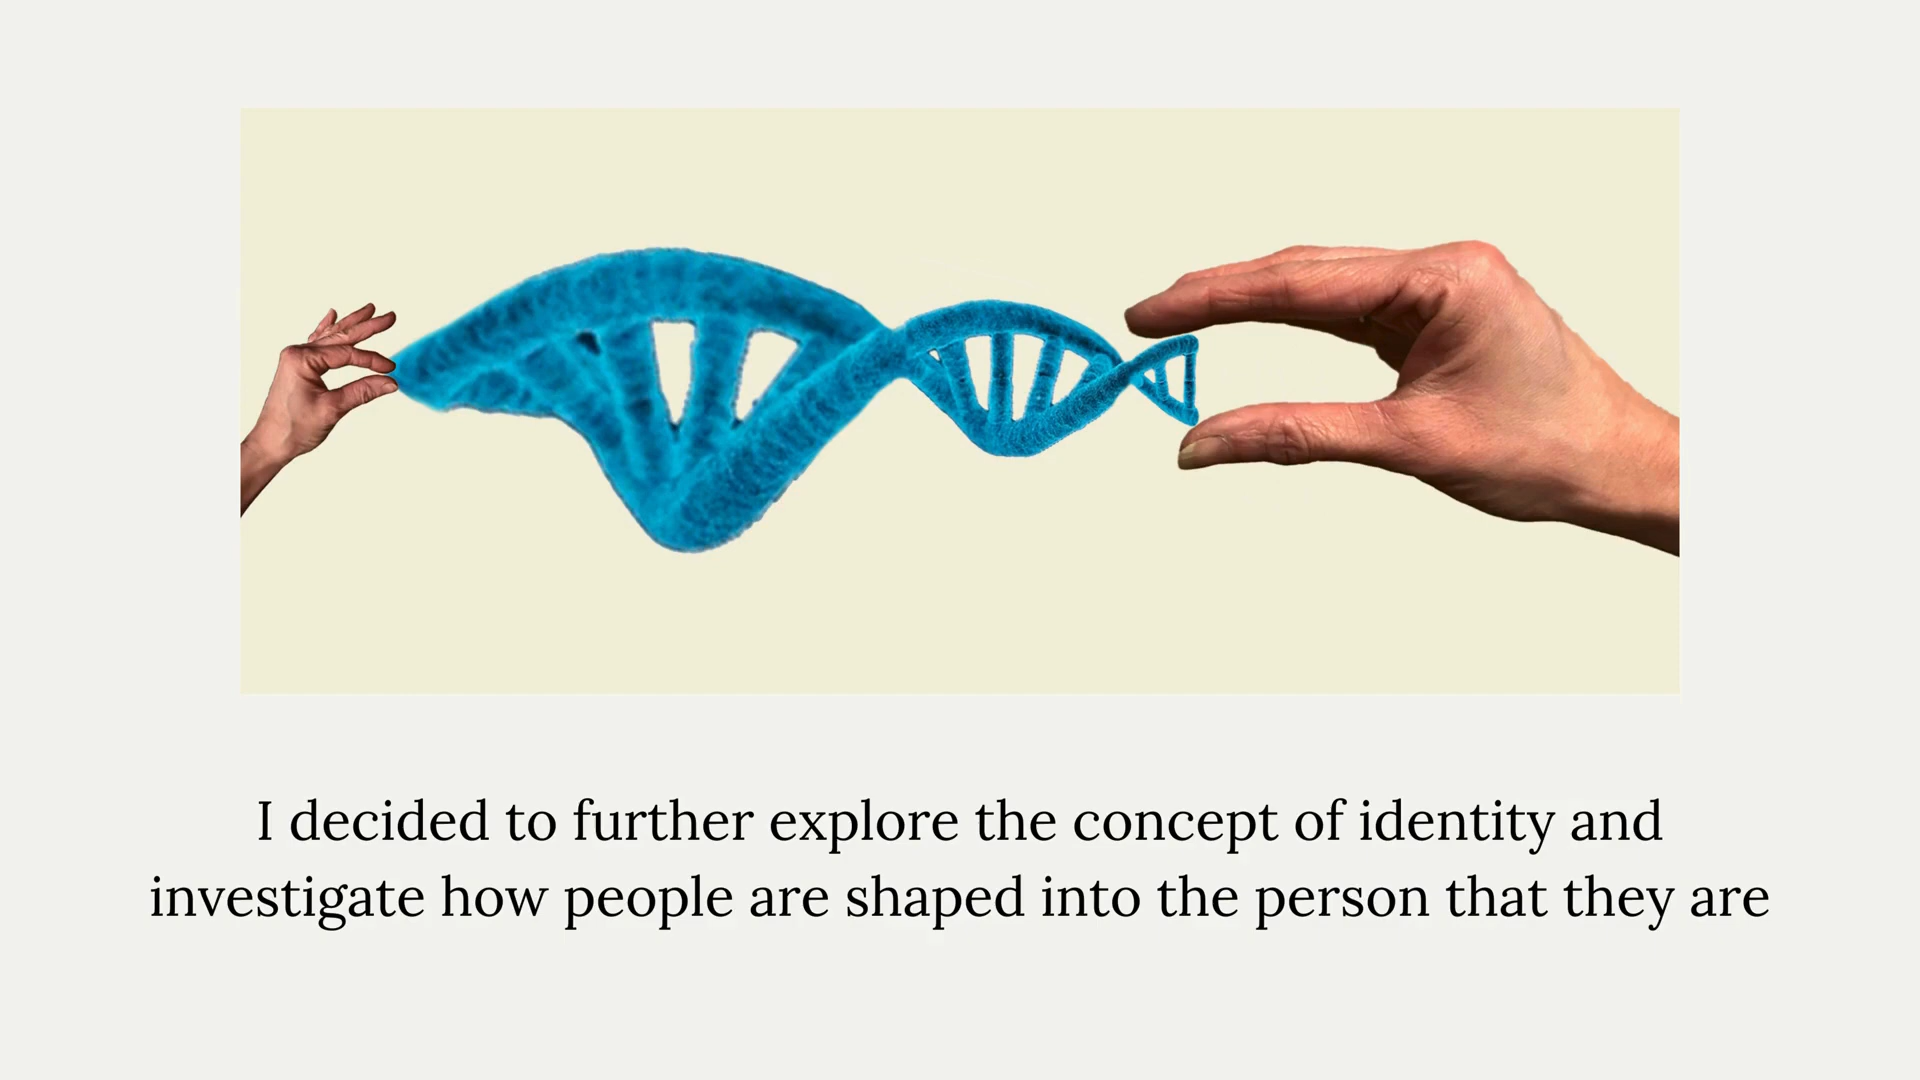 I decided to further explore the concept of identity and
investigate how people are shaped into the person that they are